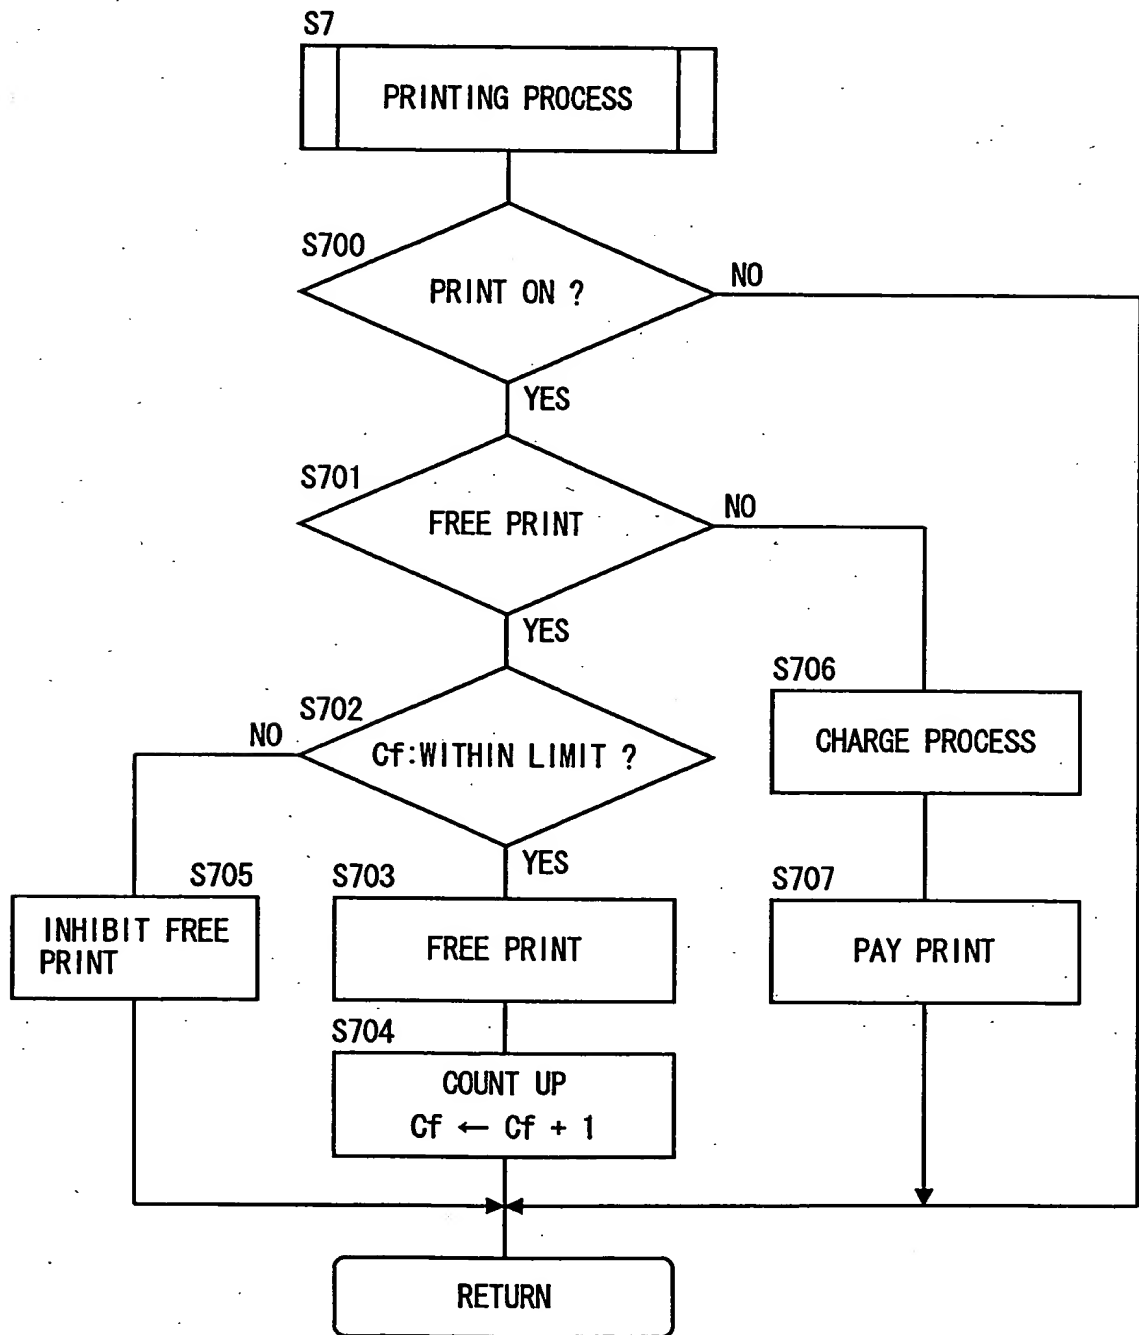 S7
PRINTING PROCESS
S700
PRINT ON ?
NO
YES
S701
FREE PRINT
NO
YES
S702
NO
Cf:WITHIN LIMIT ?
YES
S706
CHARGE PROCESS
S705
INHIBIT FREE
PRINT
S703
FREE PRINT
S707
PAY PRINT
S704
COUNT UP
Cf ← Cf + 1
RETURN